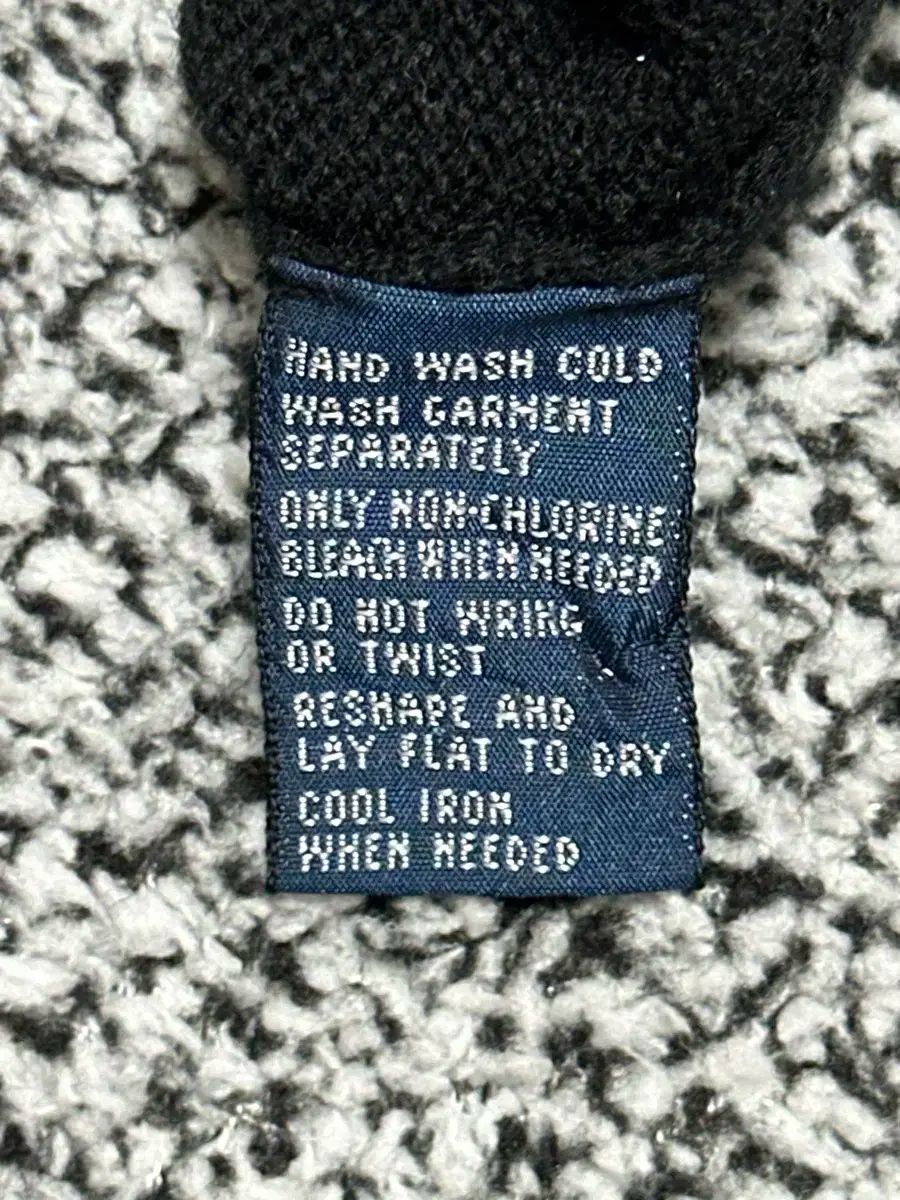 HAND WASH COLD
WASH GARMENT
SEPARATELY
ONLY NON-CHLORINE
BLEACH WHEN NEEDED
DO NOT WRING
OR TWIST
RESHAPE AND
LAY FLAT TO DRY
COOL IRON
WHEN NEEDED